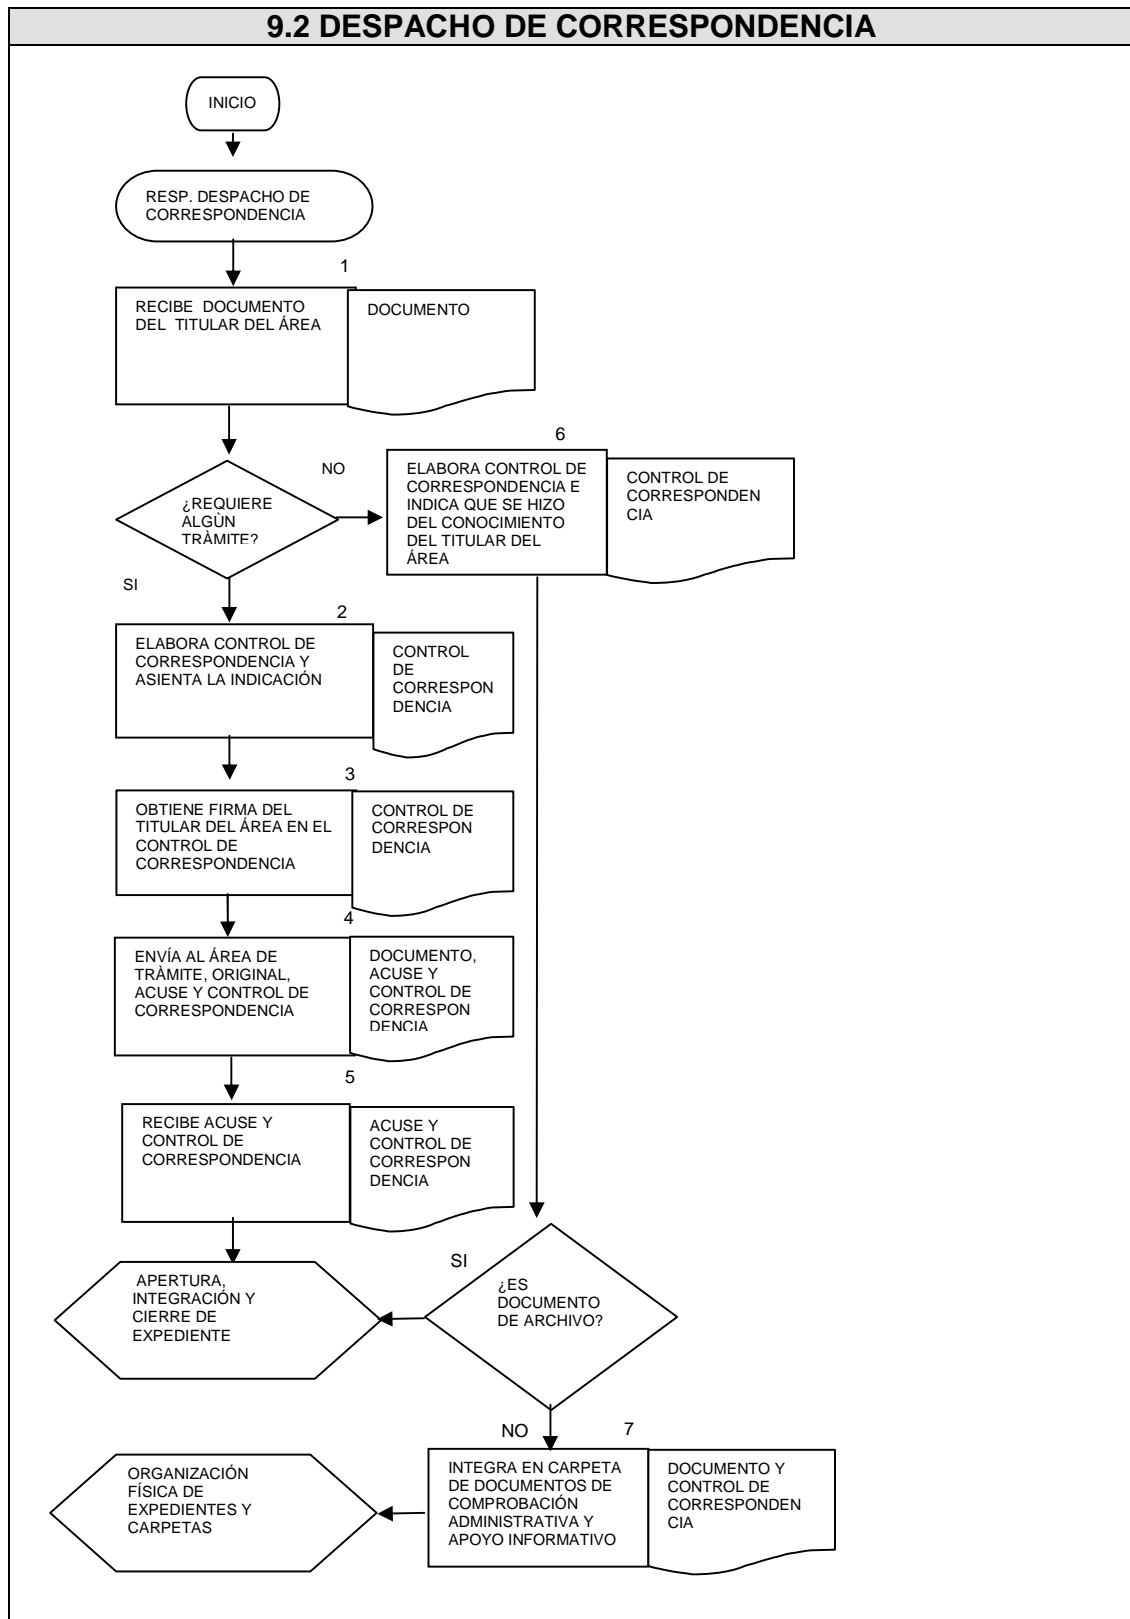 9.2 DESPACHO DE CORRESPONDENCIA
INICIO
RESP. DESPACHO DE
CORRESPONDENCIA
1
RECIBE DOCUMENTO
DEL TITULAR DEL ÁREA
DOCUMENTO
¿REQUIERE
ALGÙN
TRÀMITE?
NO
6
ELABORA CONTROL DE
CORRESPONDENCIA E
INDICA QUE SE HIZO
DEL CONOCIMIENTO
DEL TITULAR DEL
ÁREA
CONTROL DE
CORRESPONDEN
CIA
SI
2
ELABORA CONTROL DE
CORRESPONDENCIA Y
ASIENTA LA INDICACIÓN
CONTROL
DE
CORRESPON
DENCIA
3
OBTIENE FIRMA DEL
TITULAR DEL ÁREA EN EL
CONTROL DE
CORRESPONDENCIA
CONTROL DE
CORRESPON
DENCIA
4
ENVÍA AL ÁREA DE
TRÀMITE, ORIGINAL,
ACUSE Y CONTROL DE
CORRESPONDENCIA
DOCUMENTO,
ACUSE Y
CONTROL DE
CORRESPON
DENCIA
5
RECIBE ACUSE Y
CONTROL DE
CORRESPONDENCIA
ACUSE Y
CONTROL DE
CORRESPON
DENCIA
APERTURA,
INTEGRACIÓN Y
CIERRE DE
EXPEDIENTE
SI
¿ES
DOCUMENTO
DE ARCHIVO?
NO
7
INTEGRA EN CARPETA
DE DOCUMENTOS DE
COMPROBACIÓN
ADMINISTRATIVA Y
APOYO INFORMATIVO
DOCUMENTO Y
CONTROL DE
CORRESPONDEN
CIA
ORGANIZACIÓN
FÍSICA DE
EXPEDIENTES Y
CARPETAS